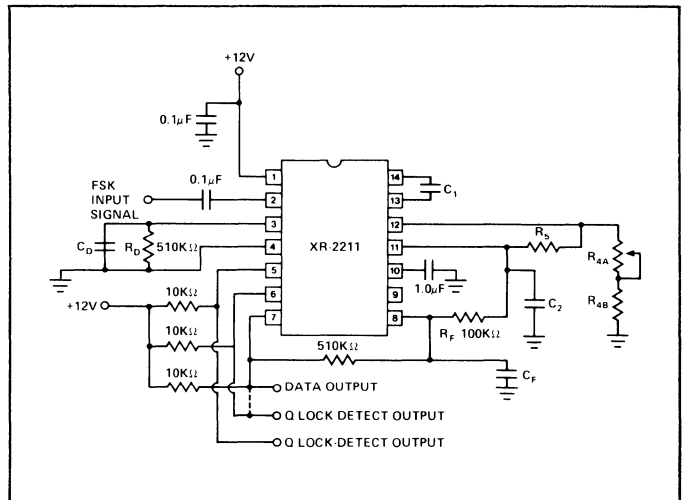 +12V
0.1μF
0.1μF
FSK
INPUT
SIGNAL
1
2
3
4
5
6
7
14
13
12
11
10
9
8
XR-2211
C1
R5
R4A
R4B
CD
RD
510KΩ
1.0μF
C2
+12V
10KΩ
10KΩ
10KΩ
510KΩ
RF 100KΩ
CF
DATA OUTPUT
Q LOCK DETECT OUTPUT
Q LOCK-DETECT OUTPUT